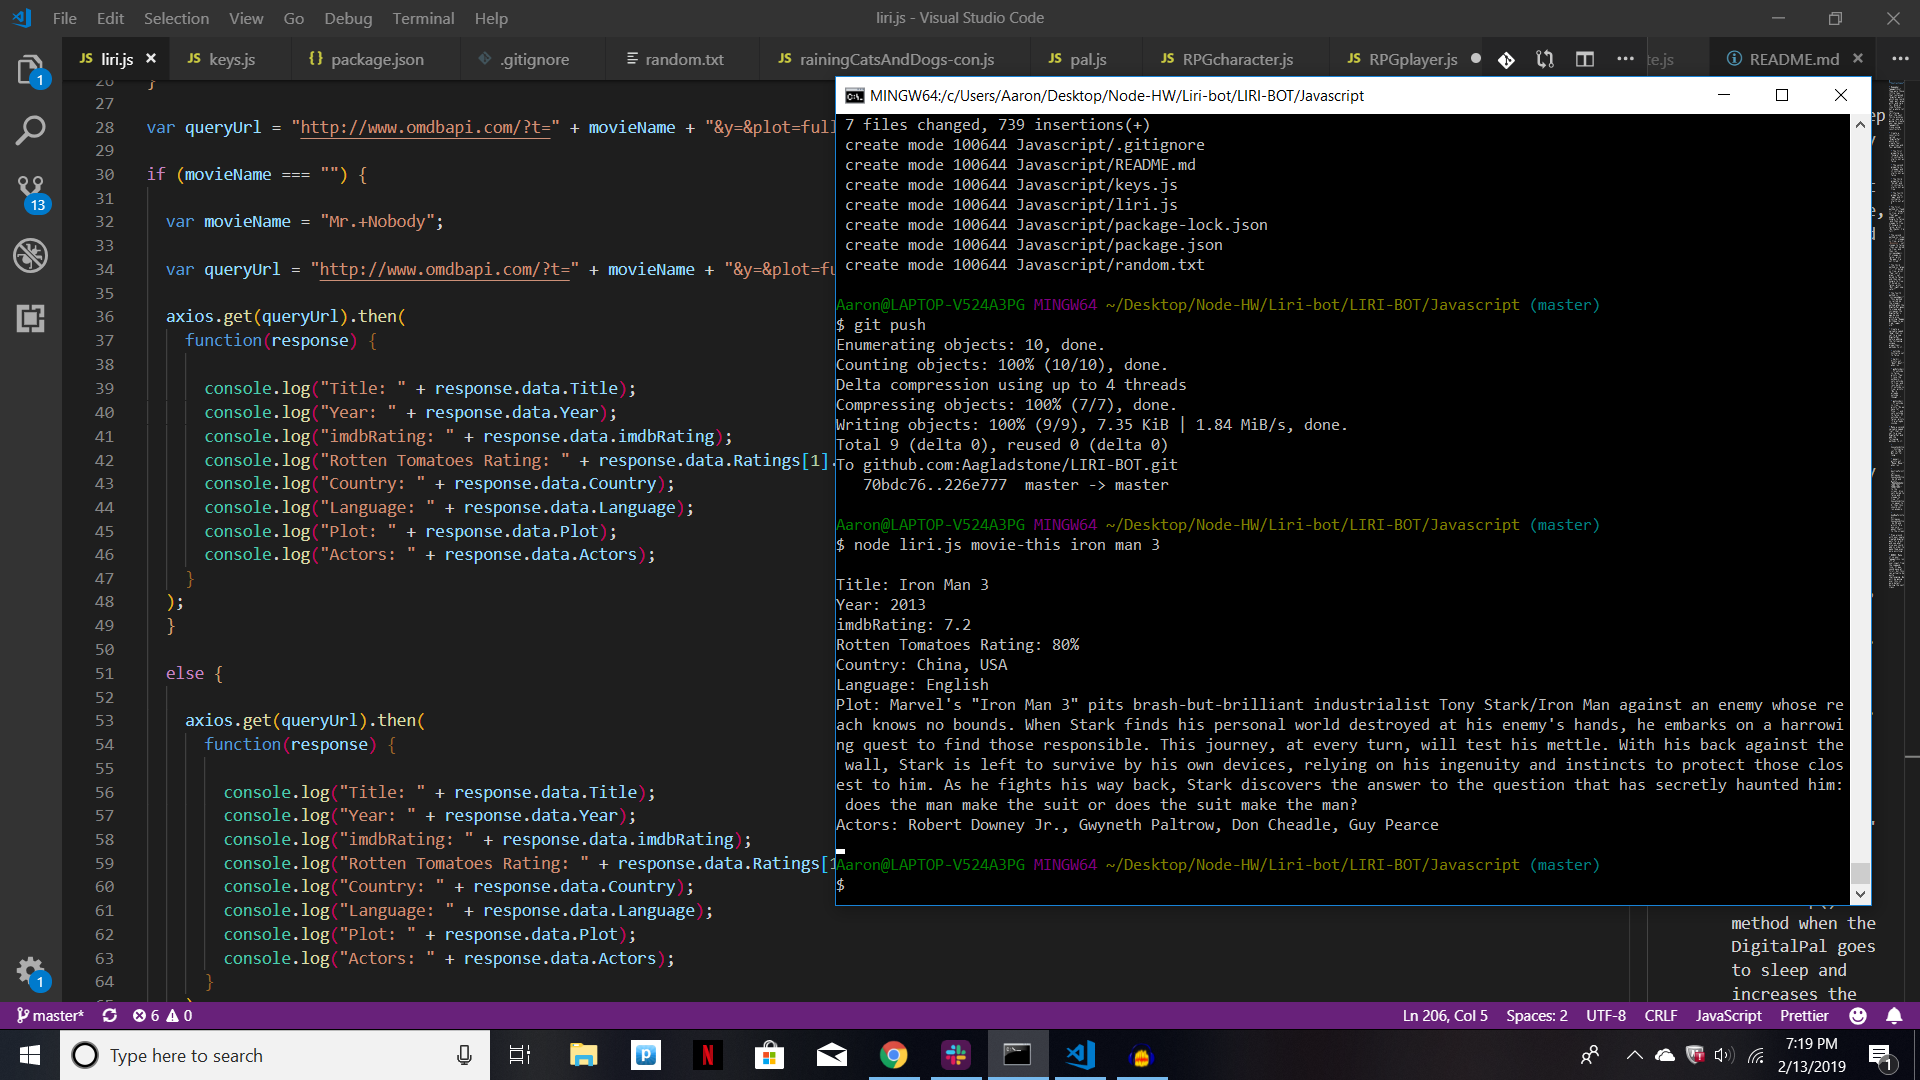 File Edit Selection View Go Debug Terminal Help
liri.js - Visual Studio Code
JS liri.js
JS keys.js
{} package.json
.gitignore
random.txt
JS rainingCatsAndDogs-con.js
JS pal.js
JS RPGcharacter.js
JS RPGplayer.js
README.md
26 }
27
28 var queryUrl = "http://www.omdbapi.com/?t=" + movieName + "&y=&plot=full
29
30 if (movieName === "") {
31
32 var movieName = "Mr.+Nobody";
33
34 var queryUrl = "http://www.omdbapi.com/?t=" + movieName + "&y=&plot=fu
35
36 axios.get(queryUrl).then(
37 function(response) {
38
39 console.log("Title: " + response.data.Title);
40 console.log("Year: " + response.data.Year);
41 console.log("imdbRating: " + response.data.imdbRating);
42 console.log("Rotten Tomatoes Rating: " + response.data.Ratings[1].
43 console.log("Country: " + response.data.Country);
44 console.log("Language: " + response.data.Language);
45 console.log("Plot: " + response.data.Plot);
46 console.log("Actors: " + response.data.Actors);
47 }
48 );
49 }
50
51 else {
52
53 axios.get(queryUrl).then(
54 function(response) {
55
56 console.log("Title: " + response.data.Title);
57 console.log("Year: " + response.data.Year);
58 console.log("imdbRating: " + response.data.imdbRating);
59 console.log("Rotten Tomatoes Rating: " + response.data.Ratings[1
60 console.log("Country: " + response.data.Country);
61 console.log("Language: " + response.data.Language);
62 console.log("Plot: " + response.data.Plot);
63 console.log("Actors: " + response.data.Actors);
64 }
MINGW64:/c/Users/Aaron/Desktop/Node-HW/Liri-bot/LIRI-BOT/Javascript
7 files changed, 739 insertions(+)
create mode 100644 Javascript/.gitignore
create mode 100644 Javascript/README.md
create mode 100644 Javascript/keys.js
create mode 100644 Javascript/liri.js
create mode 100644 Javascript/package-lock.json
create mode 100644 Javascript/package.json
create mode 100644 Javascript/random.txt
Aaron@LAPTOP-V524A3PG MINGW64 ~/Desktop/Node-HW/Liri-bot/LIRI-BOT/Javascript (master)
$ git push
Enumerating objects: 10, done.
Counting objects: 100% (10/10), done.
Delta compression using up to 4 threads
Compressing objects: 100% (7/7), done.
Writing objects: 100% (9/9), 7.35 KiB | 1.84 MiB/s, done.
Total 9 (delta 0), reused 0 (delta 0)
To github.com:Aagladstone/LIRI-BOT.git
70bdc76..226e777 master -> master
Aaron@LAPTOP-V524A3PG MINGW64 ~/Desktop/Node-HW/Liri-bot/LIRI-BOT/Javascript (master)
$ node liri.js movie-this iron man 3
Title: Iron Man 3
Year: 2013
imdbRating: 7.2
Rotten Tomatoes Rating: 80%
Country: China, USA
Language: English
Plot: Marvel's "Iron Man 3" pits brash-but-brilliant industrialist Tony Stark/Iron Man against an enemy whose re
ach knows no bounds. When Stark finds his personal world destroyed at his enemy's hands, he embarks on a harrowi
ng quest to find those responsible. This journey, at every turn, will test his mettle. With his back against the
wall, Stark is left to survive by his own devices, relying on his ingenuity and instincts to protect those clos
est to him. As he fights his way back, Stark discovers the answer to the question that has secretly haunted him:
does the man make the suit or does the suit make the man?
Actors: Robert Downey Jr., Gwyneth Paltrow, Don Cheadle, Guy Pearce
Aaron@LAPTOP-V524A3PG MINGW64 ~/Desktop/Node-HW/Liri-bot/LIRI-BOT/Javascript (master)
$
method when the
DigitalPal goes
to sleep and
increases the
1
13
1
master* 6 0
Ln 206, Col 5 Spaces: 2 UTF-8 CRLF JavaScript Prettier
Type here to search
7:19 PM
2/13/2019
1